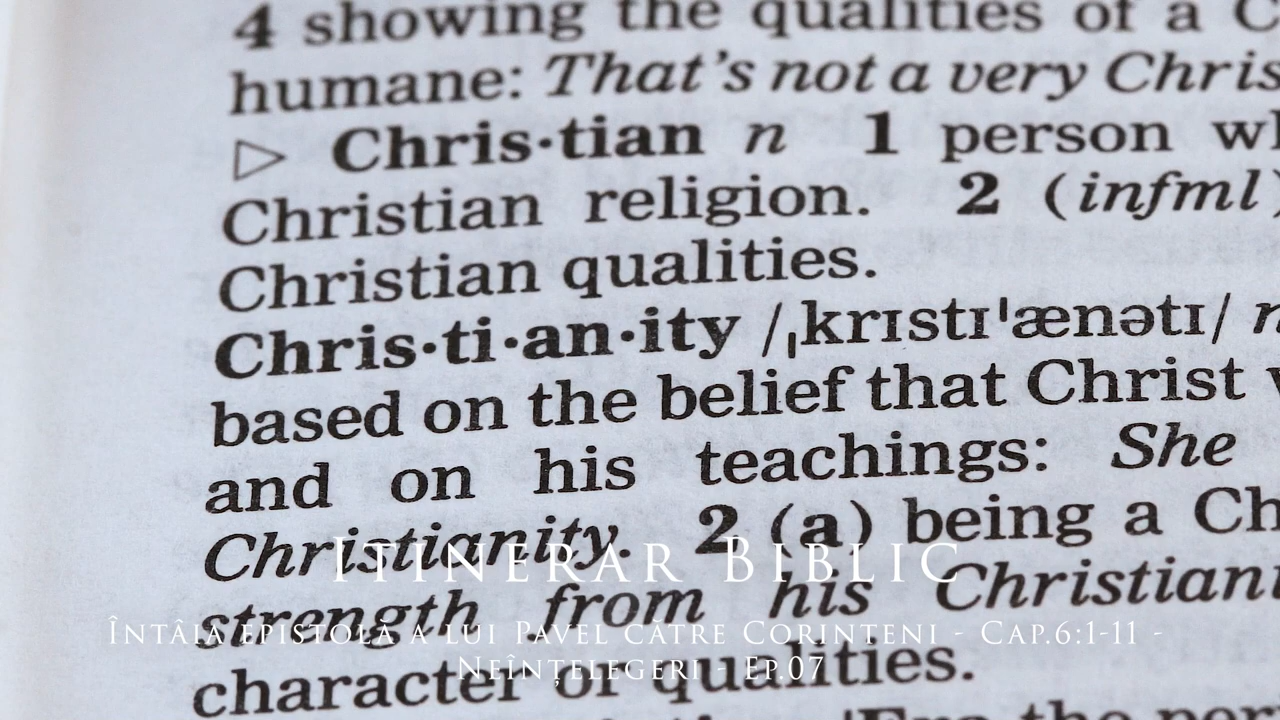 4 showing the qualities of a C
humane: That's not a very Chris
▷ Chris·tian n 1 person wh
Christian religion. 2 (infml)
Christian qualities.
Chris·ti·an·ity /ˌkrɪstɪˈænətɪ/ n
based on the belief that Christ w
and on his teachings: She
Christianity. 2 (a) being a Ch
Itinerar Biblic
strength from his Christiani
Întâia epistolă a lui Pavel către Corinteni - Cap.6:1-11 -
Neînțelegeri - Ep.07
character or qualities.